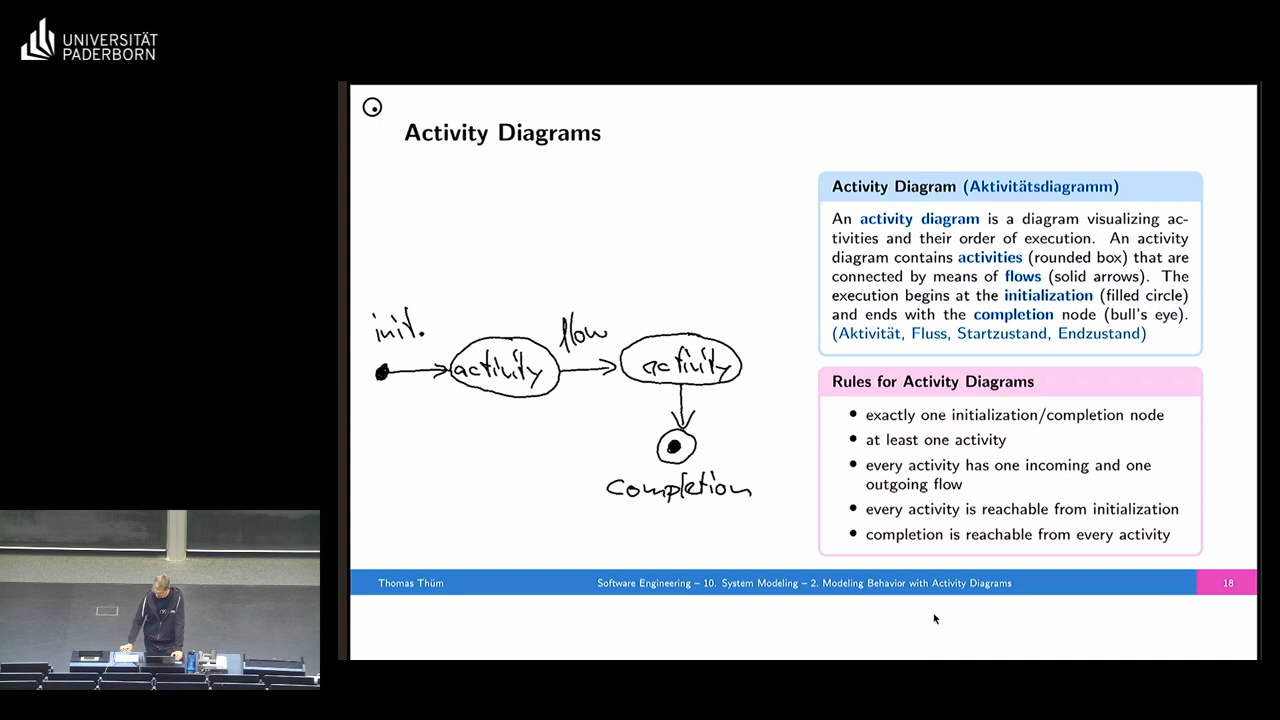 UNIVERSITÄT
PADERBORN
Activity Diagrams
init.
activity
flow
activity
completion
Activity Diagram (Aktivitätsdiagramm)
An activity diagram is a diagram visualizing ac-
tivities and their order of execution. An activity
diagram contains activities (rounded box) that are
connected by means of flows (solid arrows). The
execution begins at the initialization (filled circle)
and ends with the completion node (bull's eye).
(Aktivität, Fluss, Startzustand, Endzustand)
Rules for Activity Diagrams
• exactly one initialization/completion node
• at least one activity
• every activity has one incoming and one
outgoing flow
• every activity is reachable from initialization
• completion is reachable from every activity
Thomas Thüm
Software Engineering – 10. System Modeling – 2. Modeling Behavior with Activity Diagrams
18